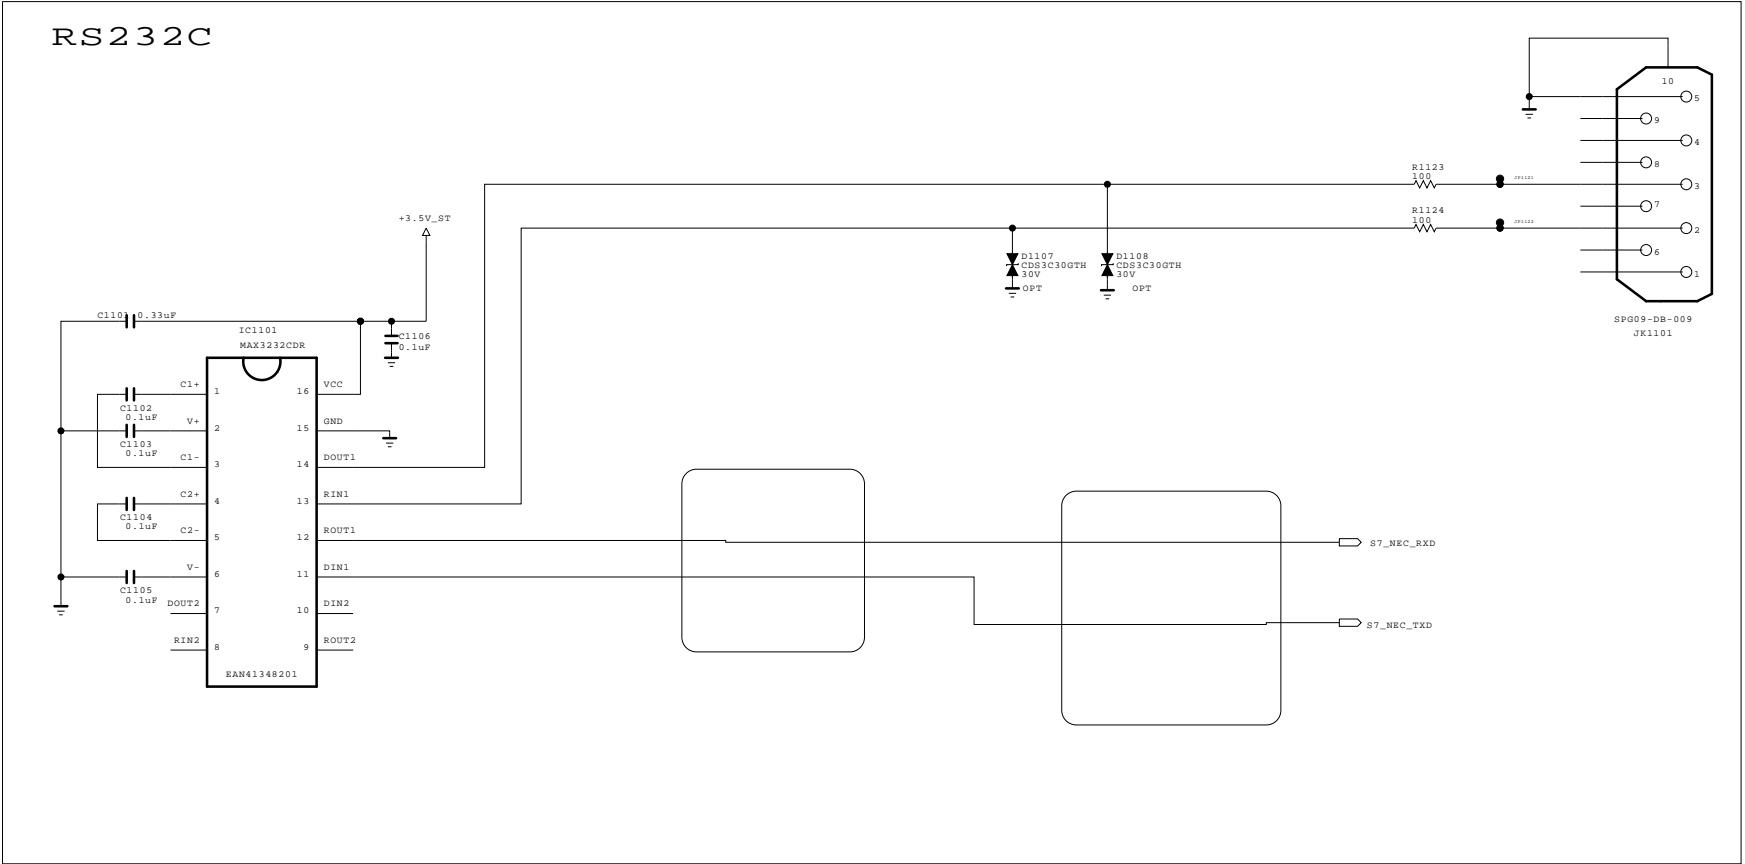 RS232C
10
5
9
4
8
R1123
100
JP1121
3
7
R1124
100
JP1122
2
6
1
SPG09-DB-009
JK1101
+3.5V_ST
D1107
CDS3C30GTH
30V
OPT
D1108
CDS3C30GTH
30V
OPT
C1101 0.33uF
C1106
0.1uF
IC1101
MAX3232CDR
C1+ 1 16 VCC
C1102
0.1uF
V+ 2 15 GND
C1103
0.1uF
C1- 3 14 DOUT1
C2+ 4 13 RIN1
C1104
0.1uF
C2- 5 12 ROUT1
V- 6 11 DIN1
C1105
0.1uF
DOUT2 7 10 DIN2
RIN2 8 9 ROUT2
EAN41348201
S7_NEC_RXD
S7_NEC_TXD